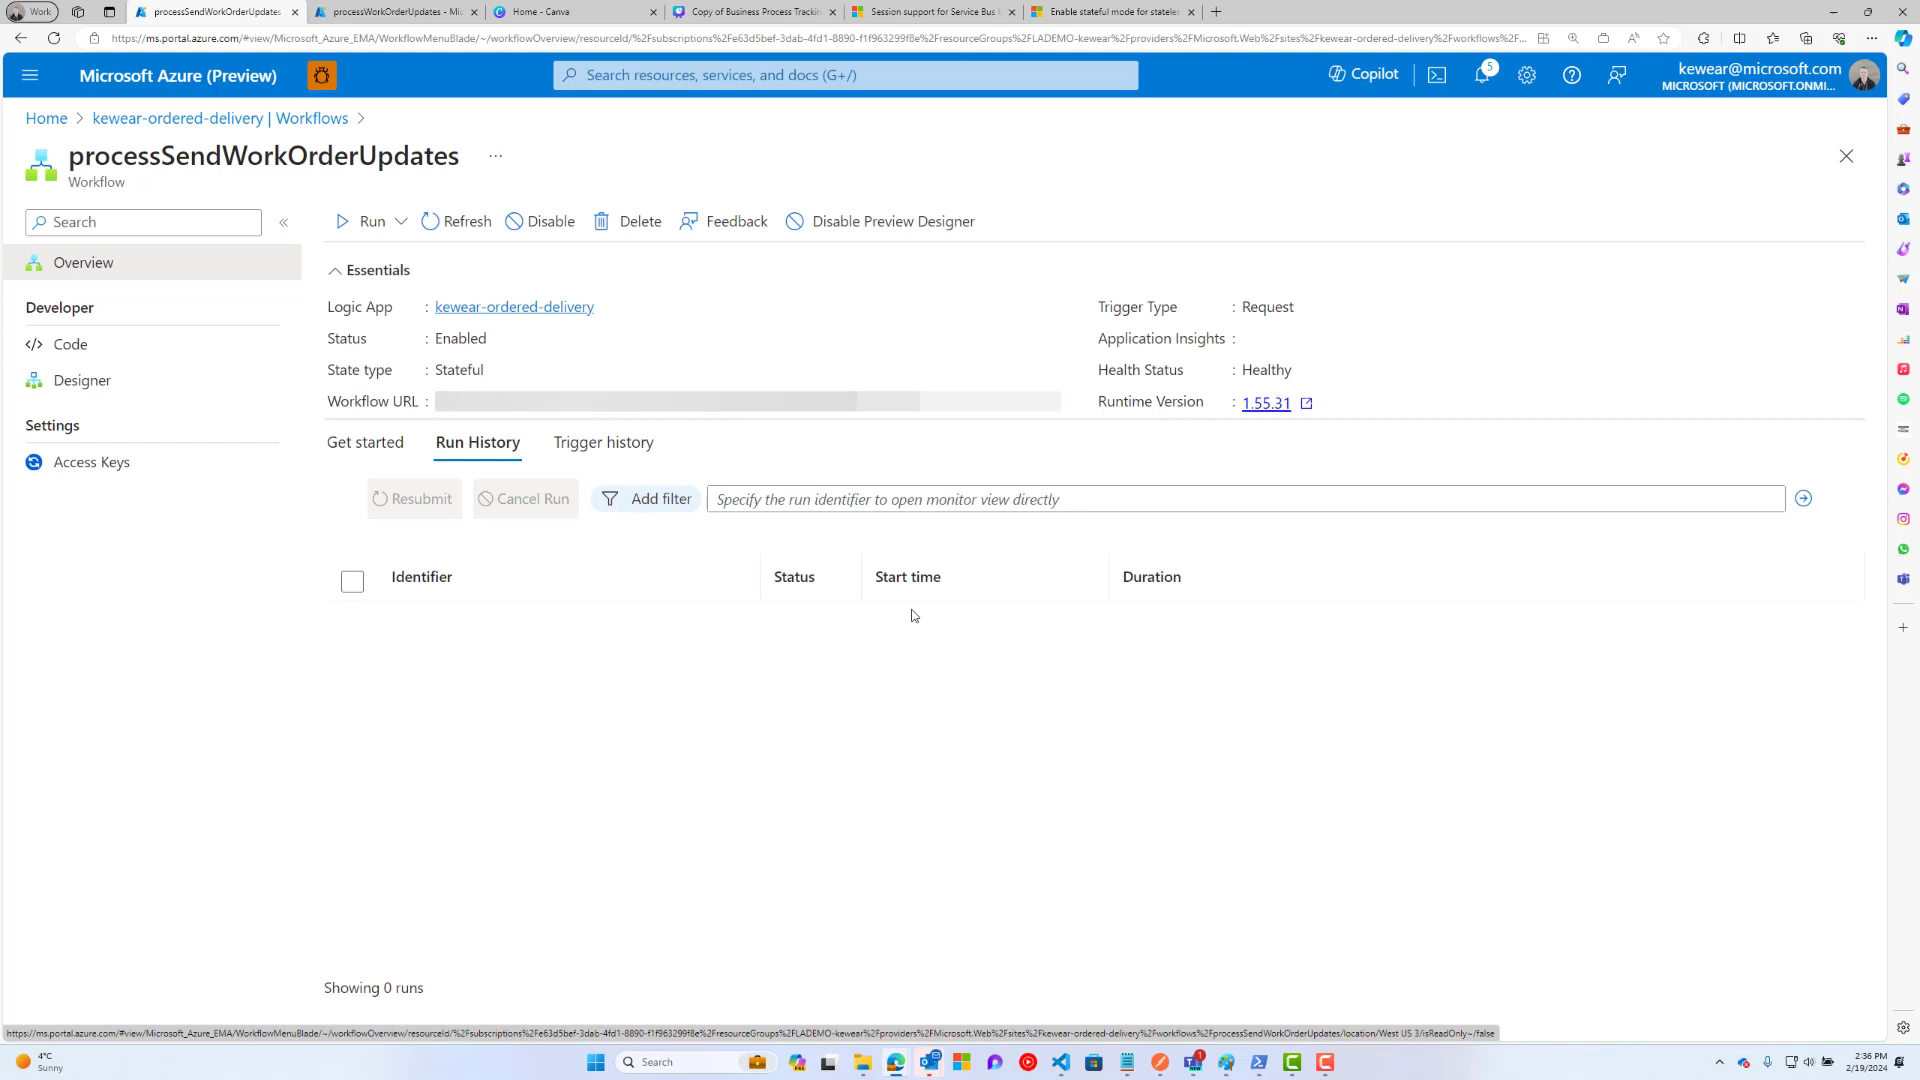 Work
processSendWorkOrderUpdates
processWorkOrderUpdates - Mic
Home - Canva
Copy of Business Process Trackin
Session support for Service Bus b
Enable stateful mode for stateles
Microsoft Azure (Preview)
Search resources, services, and docs (G+/)
Copilot
5
kewear@microsoft.com
MICROSOFT (MICROSOFT.ONMI...
Home > kewear-ordered-delivery | Workflows >
processSendWorkOrderUpdates ...
Workflow
Search
«
Run
Refresh
Disable
Delete
Feedback
Disable Preview Designer
Overview
Developer
Code
Designer
Settings
Access Keys
Essentials
Logic App : kewear-ordered-delivery
Trigger Type : Request
Status : Enabled
Application Insights :
State type : Stateful
Health Status : Healthy
Workflow URL :
Runtime Version : 1.55.31
Get started
Run History
Trigger history
Resubmit
Cancel Run
Add filter
Specify the run identifier to open monitor view directly
Identifier
Status
Start time
Duration
Showing 0 runs
4°C
Sunny
Search
1
2:36 PM
2/19/2024